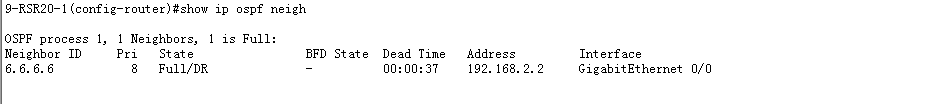 9-RSR20-1(config-router)#show ip ospf neigh
OSPF process 1, 1 Neighbors, 1 is Full:
Neighbor ID     Pri   State                BFD State  Dead Time   Address         Interface
6.6.6.6           8   Full/DR              -          00:00:37    192.168.2.2     GigabitEthernet 0/0